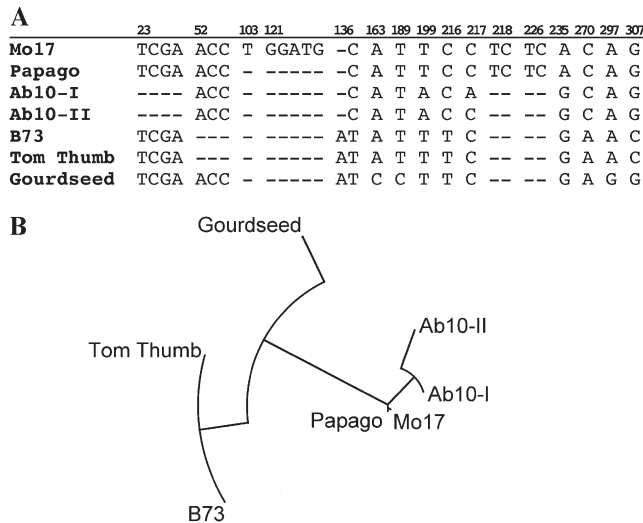 A
23 52 103 121 136 163 189 199 216 217 218 226 235 270 297 307
Mo17 TCGA ACC T GGATG -C A T T C C TC TC A C A G
Papago TCGA ACC - ----- -C A T T C C TC TC A C A G
Ab10-I ---- ACC - ----- -C A T A C A -- -- G C A G
Ab10-II ---- ACC - ----- -C A T A C C -- -- G C A G
B73 TCGA --- - ----- AT A T T T C -- -- G A A C
Tom Thumb TCGA --- - ----- AT A T T T C -- -- G A A C
Gourdseed TCGA ACC - ----- AT C C T T C -- -- G A G G
B
Gourdseed
Ab10-II
Tom Thumb
Ab10-I
Papago Mo17
B73